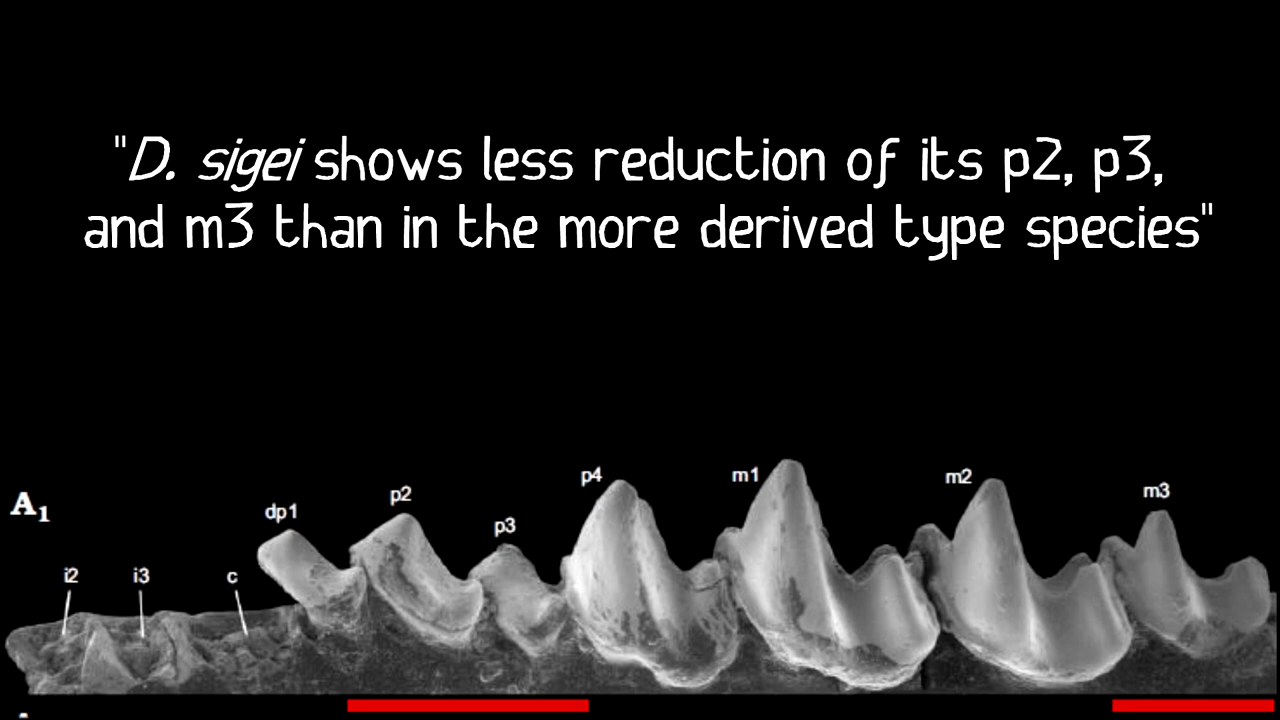 "D. sigei shows less reduction of its p2, p3,
and m3 than in the more derived type species"
A1
i2
i3
c
dp1
p2
p3
p4
m1
m2
m3